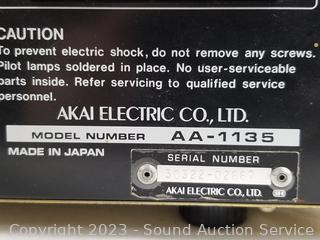 CAUTION
To prevent electric shock, do not remove any screws.
Pilot lamps soldered in place. No user-serviceable
parts inside. Refer servicing to qualified service
personnel.
AKAI ELECTRIC CO., LTD.
MODEL NUMBER AA-1135
MADE IN JAPAN
SERIAL NUMBER
AKAI ELECTRIC CO., LTD.
Copyright 2023 - Sound Auction Service